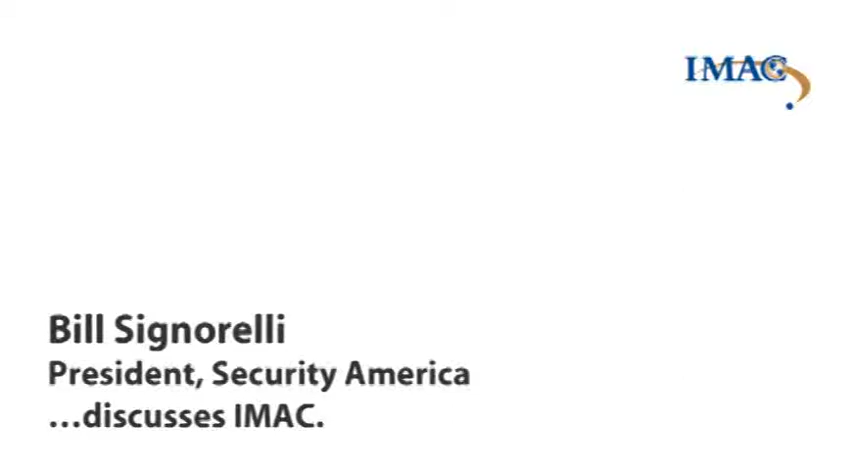 IMAC
Bill Signorelli
President, Security America
...discusses IMAC.